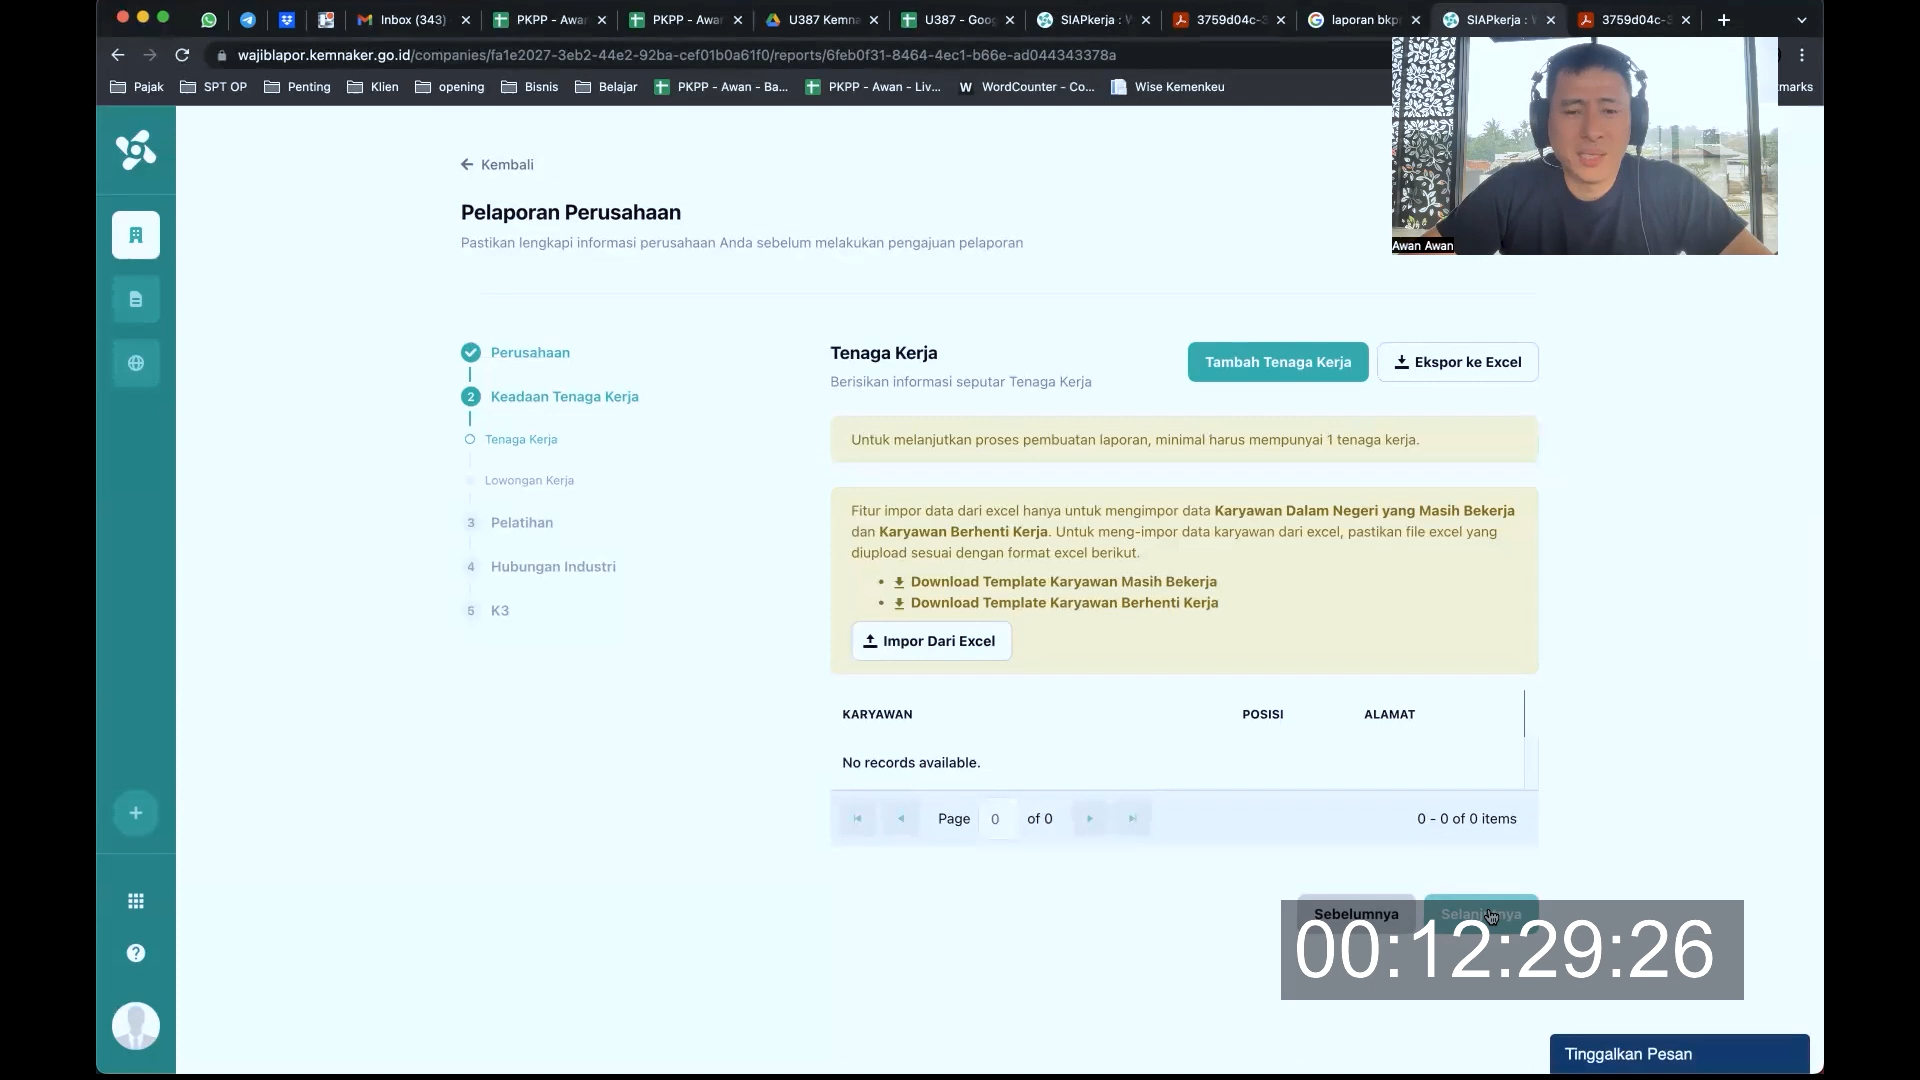 Inbox (343)
PKPP - Awa
PKPP - Awa
U387 Kemna
U387 - Goo
SIAPkerja : W
3759d04c-3
laporan bkp
SIAPkerja : 
3759d04c-3
wajiblapor.kemnaker.go.id/companies/fa1e2027-3eb2-44e2-92ba-cef01b0a61f0/reports/6feb0f31-8464-4ec1-b66e-ad044343378a
Pajak
SPT OP
Penting
Klien
opening
Bisnis
Belajar
PKPP - Awan - Ba...
PKPP - Awan - Liv...
W WordCounter - Co...
Wise Kemenkeu
marks
Awan Awan
Kembali
Pelaporan Perusahaan
Pastikan lengkapi informasi perusahaan Anda sebelum melakukan pengajuan pelaporan
Perusahaan
2 Keadaan Tenaga Kerja
Tenaga Kerja
Lowongan Kerja
3 Pelatihan
4 Hubungan Industri
5 K3
Tenaga Kerja
Berisikan informasi seputar Tenaga Kerja
Tambah Tenaga Kerja
Ekspor ke Excel
Untuk melanjutkan proses pembuatan laporan, minimal harus mempunyai 1 tenaga kerja.
Fitur impor data dari excel hanya untuk mengimpor data Karyawan Dalam Negeri yang Masih Bekerja
dan Karyawan Berhenti Kerja. Untuk meng-impor data karyawan dari excel, pastikan file excel yang
diupload sesuai dengan format excel berikut.
• Download Template Karyawan Masih Bekerja
• Download Template Karyawan Berhenti Kerja
Impor Dari Excel
KARYAWAN POSISI ALAMAT
No records available.
Page 0 of 0
0 - 0 of 0 items
Sebelumnya
00:12:29:26
Tinggalkan Pesan